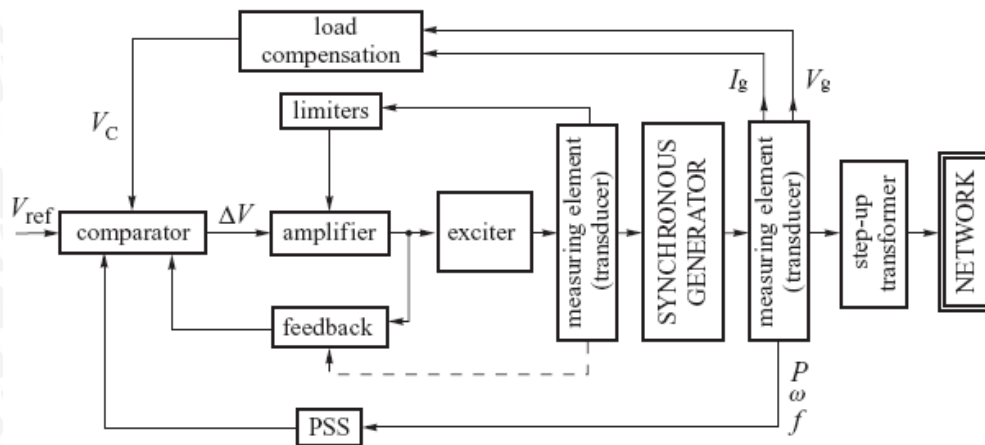 load
compensation
I_g
V_g
limiters
V_C
V_ref
comparator
ΔV
amplifier
exciter
measuring element
(transducer)
SYNCHRONOUS
GENERATOR
measuring element
(transducer)
step-up
transformer
NETWORK
feedback
P
ω
f
PSS